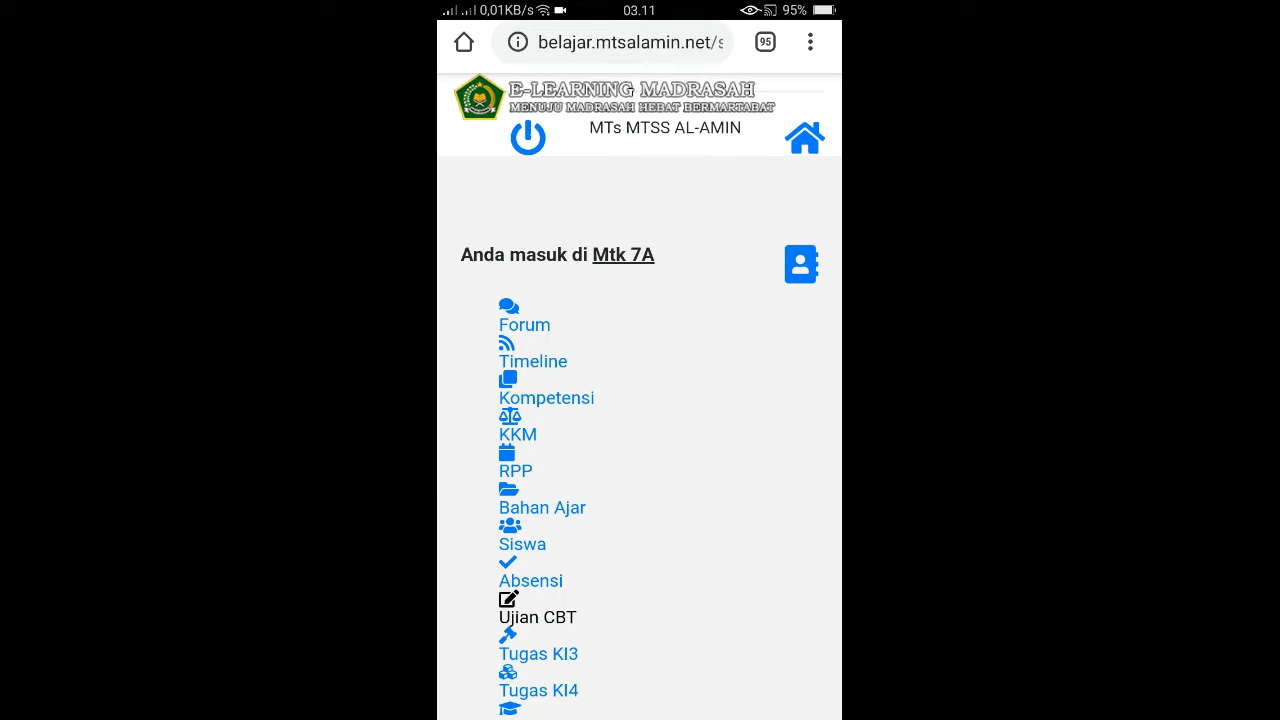 0,01KB/s 03.11 95%
belajar.mtsalamin.net/s 95
E-LEARNING MADRASAH
MENUJU MADRASAH HEBAT BERMARTABAT
MTs MTSS AL-AMIN
Anda masuk di Mtk 7A
Forum
Timeline
Kompetensi
KKM
RPP
Bahan Ajar
Siswa
Absensi
Ujian CBT
Tugas KI3
Tugas KI4